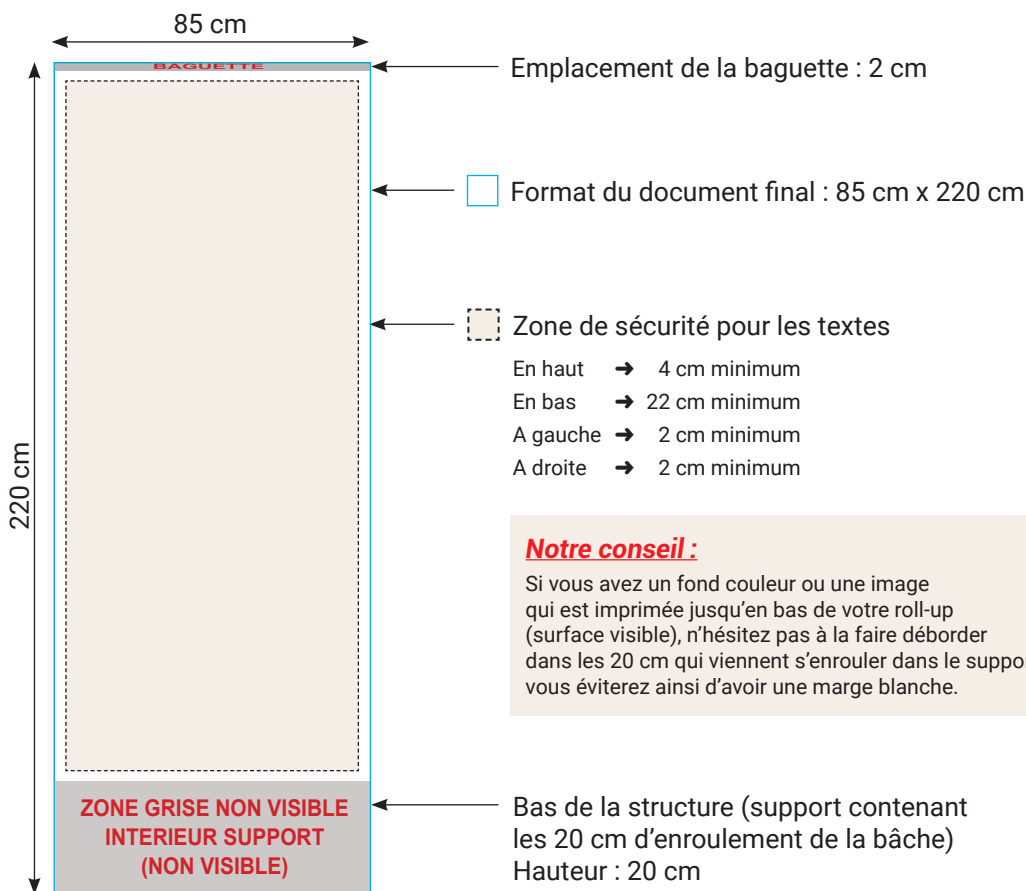 85 cm
BAGUETTE
Emplacement de la baguette : 2 cm
Format du document final : 85 cm x 220 cm
Zone de sécurité pour les textes
En haut ➜ 4 cm minimum
En bas ➜ 22 cm minimum
A gauche ➜ 2 cm minimum
A droite ➜ 2 cm minimum
220 cm
Notre conseil :
Si vous avez un fond couleur ou une image
qui est imprimée jusqu’en bas de votre roll-up
(surface visible), n’hésitez pas à la faire déborder
dans les 20 cm qui viennent s’enrouler dans le suppo
vous éviterez ainsi d’avoir une marge blanche.
ZONE GRISE NON VISIBLE
INTERIEUR SUPPORT
(NON VISIBLE)
Bas de la structure (support contenant
les 20 cm d’enroulement de la bâche)
Hauteur : 20 cm